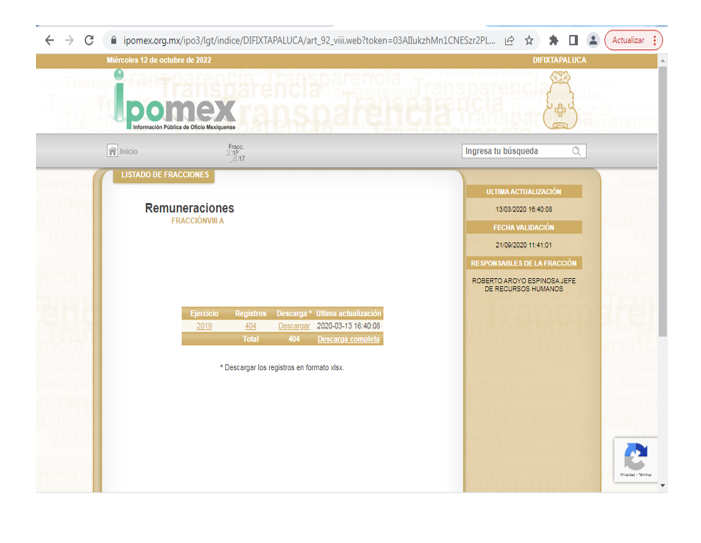 ipomex.org.mx/ipo3/lgt/indice/DIFIXTAPALUCA/art_92_viii.web?token=03AIIukzhMn1CNESzr2PL...
Actualizar
Miércoles 12 de octubre de 2022
DIFIXTAPALUCA
Transparencia
ipomex
Información Pública de Oficio Mexiquense
Inicio
Fracc.
Ingresa tu búsqueda
LISTADO DE FRACCIONES
Remuneraciones
FRACCIÓNVIII A
Ejercicio Registros Descarga * Ultima actualización
2019 404 Descargar 2020-03-13 16:40:08
Total 404 Descarga completa
* Descargar los registros en formato xlsx.
ULTIMA ACTUALIZACIÓN
13/03/2020 16:40:08
FECHA VALIDACIÓN
21/09/2020 11:41:01
RESPONSABLES DE LA FRACCIÓN
ROBERTO ARROYO ESPINOSA JEFE
DE RECURSOS HUMANOS
Privacidad - Términos